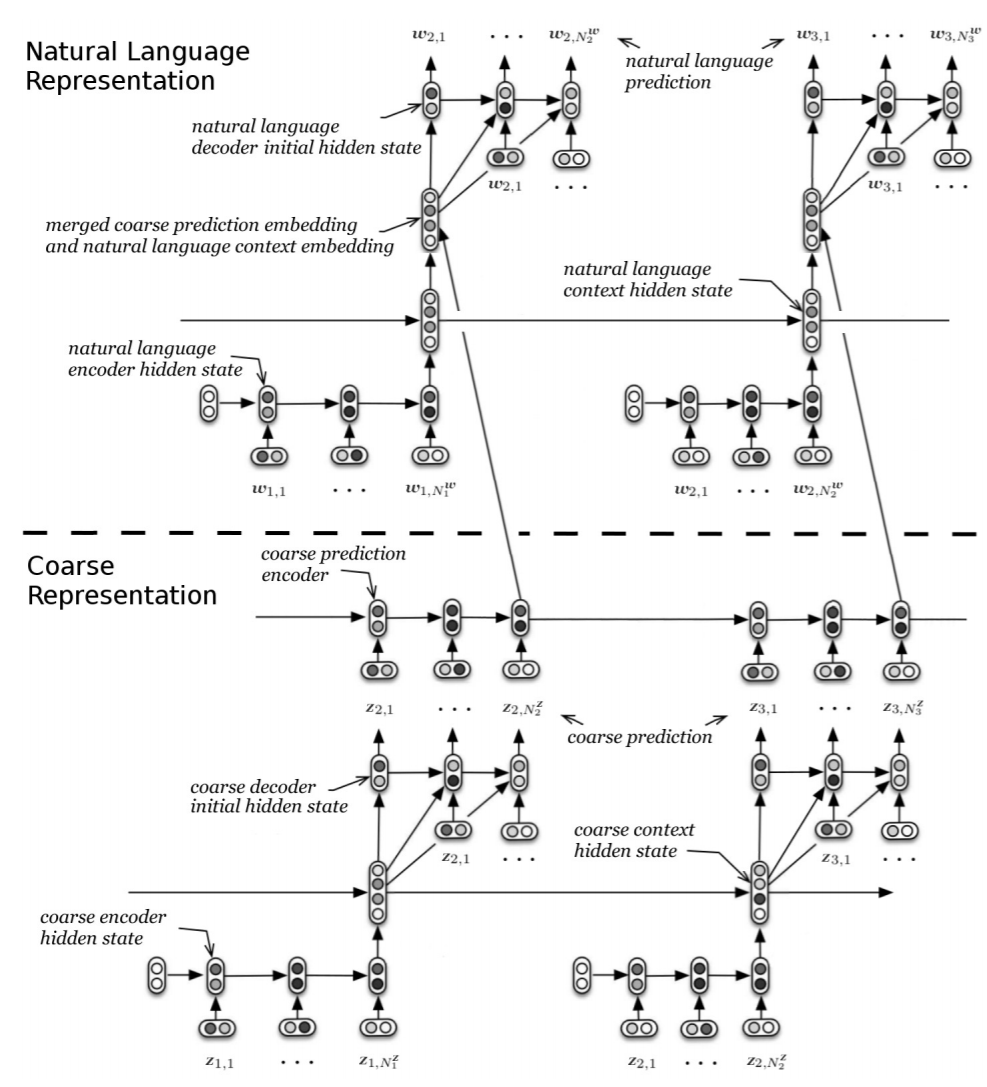 w_{2,1} · · · w_{2,N_2^w}
w_{3,1} · · · w_{3,N_3^w}
Natural Language
Representation
natural language
prediction
natural language
decoder initial hidden state
w_{2,1} · · ·
w_{3,1} · · ·
merged coarse prediction embedding
and natural language context embedding
natural language
context hidden state
natural language
encoder hidden state
w_{1,1} · · · w_{1,N_1^w}
w_{2,1} · · · w_{2,N_2^w}
Coarse
Representation
coarse prediction
encoder
z_{2,1} · · · z_{2,N_2^z}
z_{3,1} · · · z_{3,N_3^z}
coarse prediction
coarse decoder
initial hidden state
z_{2,1} · · ·
z_{3,1} · · ·
coarse context
hidden state
coarse encoder
hidden state
z_{1,1} · · · z_{1,N_1^z}
z_{2,1} · · · z_{2,N_2^z}